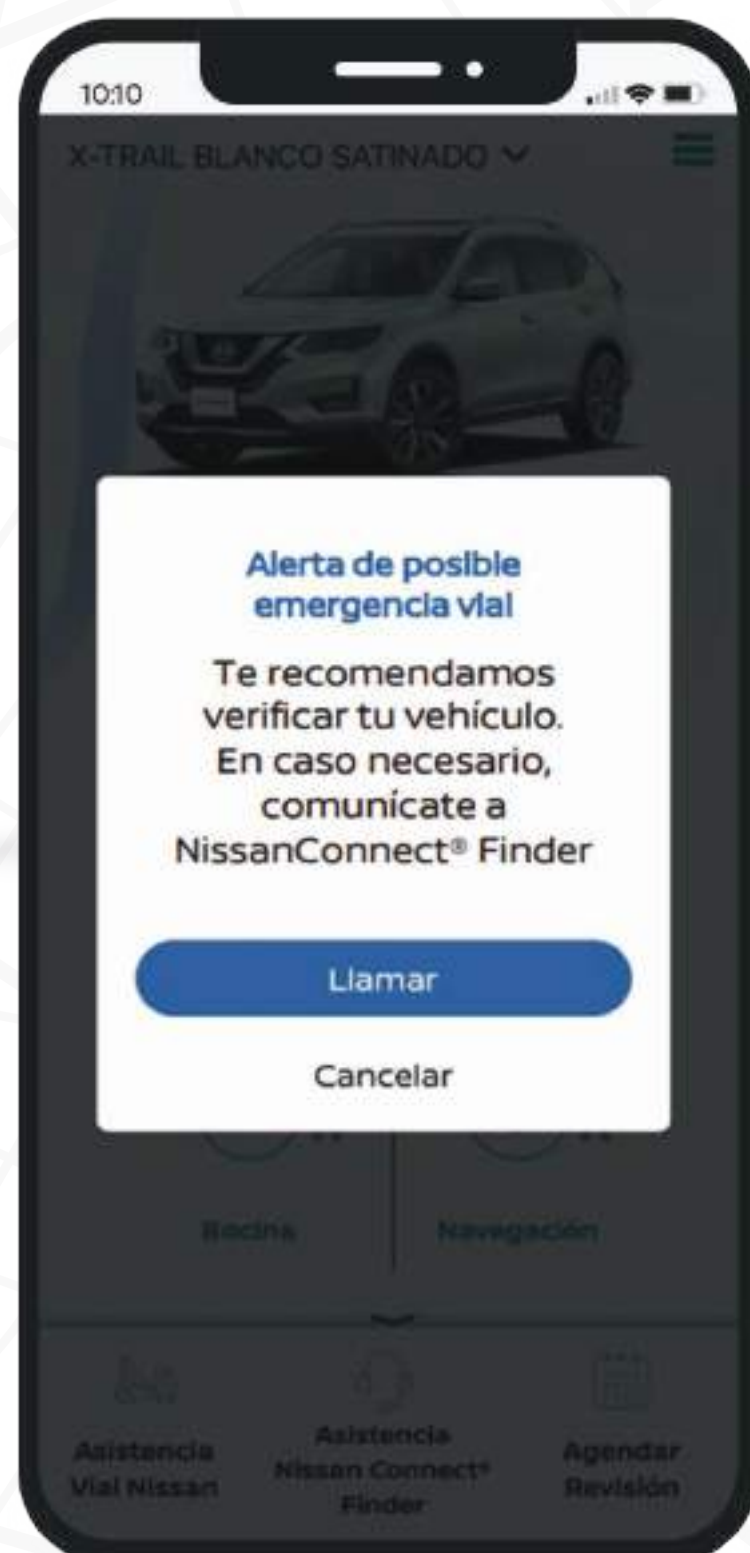 10:10
X-TRAIL BLANCO SATINADO
Alerta de posible
emergencia vial
Te recomendamos
verificar tu vehículo.
En caso necesario,
comunícate a
NissanConnect® Finder
Llamar
Cancelar
Bocina Navegación
Asistencia
Vial Nissan
Asistencia
Nissan Connect®
Finder
Agendar
Revisión